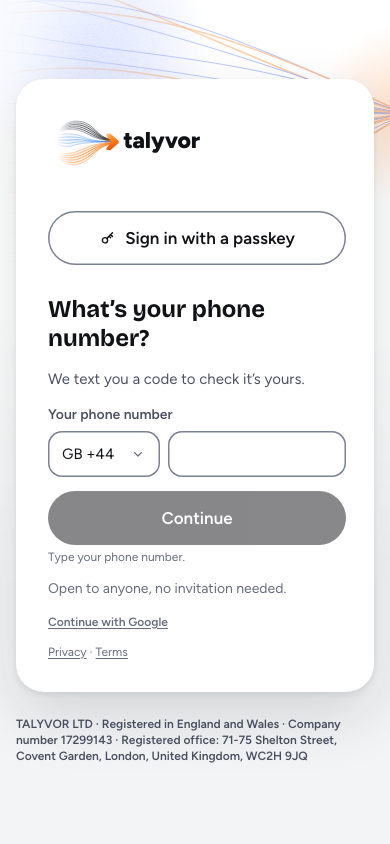 talyvor
Sign in with a passkey
What's your phone
number?
We text you a code to check it's yours.
Your phone number
GB +44
Continue
Type your phone number.
Open to anyone, no invitation needed.
Continue with Google
Privacy · Terms
TALYVOR LTD · Registered in England and Wales · Company
number 17299143 · Registered office: 71-75 Shelton Street,
Covent Garden, London, United Kingdom, WC2H 9JQ